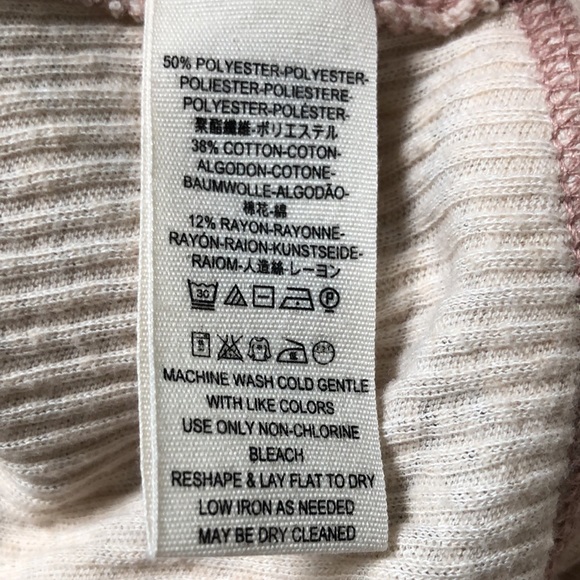 50% POLYESTER-POLYESTER-
POLIESTER-POLIESTERE-
POLYESTER-POLÉSTER-
聚酯纖維-ポリエステル
38% COTTON-COTON-
ALGODON-COTONE-
BAUMWOLLE-ALGODÃO-
棉花-綿
12% RAYON-RAYONNE-
RAYÓN-RAION-KUNSTSEIDE-
RAIOM-人造絲-レーヨン
30 P
MACHINE WASH COLD GENTLE
WITH LIKE COLORS
USE ONLY NON-CHLORINE
BLEACH
RESHAPE & LAY FLAT TO DRY
LOW IRON AS NEEDED
MAY BE DRY CLEANED